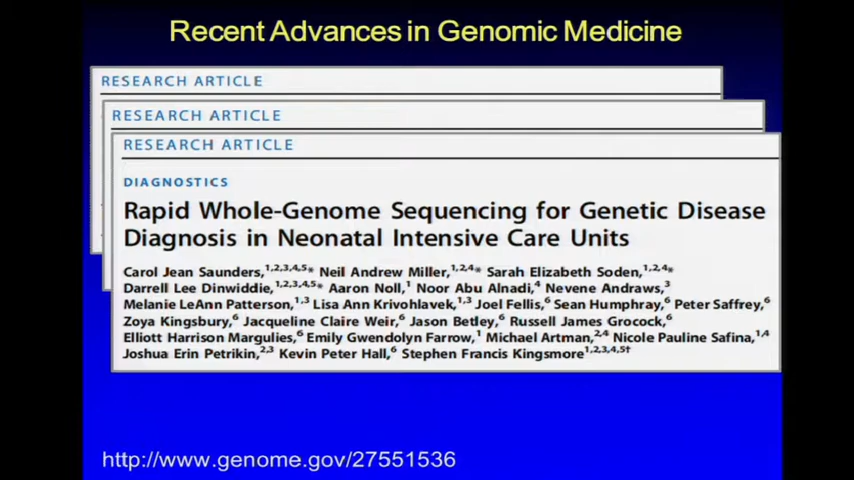 Recent Advances in Genomic Medicine
RESEARCH ARTICLE
RESEARCH ARTICLE
RESEARCH ARTICLE
DIAGNOSTICS
Rapid Whole-Genome Sequencing for Genetic Disease
Diagnosis in Neonatal Intensive Care Units
Carol Jean Saunders,1,2,3,4,5* Neil Andrew Miller,1,2,4* Sarah Elizabeth Soden,1,2,4*
Darrell Lee Dinwiddie,1,2,3,4,5* Aaron Noll,1 Noor Abu Alnadi,4 Nevene Andraws,3
Melanie LeAnn Patterson,1,3 Lisa Ann Krivohlavek,1,3 Joel Fellis,6 Sean Humphray,6 Peter Saffrey,6
Zoya Kingsbury,6 Jacqueline Claire Weir,6 Jason Betley,6 Russell James Grocock,6
Elliott Harrison Margulies,6 Emily Gwendolyn Farrow,1 Michael Artman,2,4 Nicole Pauline Safina,1,4
Joshua Erin Petrikin,2,3 Kevin Peter Hall,6 Stephen Francis Kingsmore1,2,3,4,5†
http://www.genome.gov/27551536